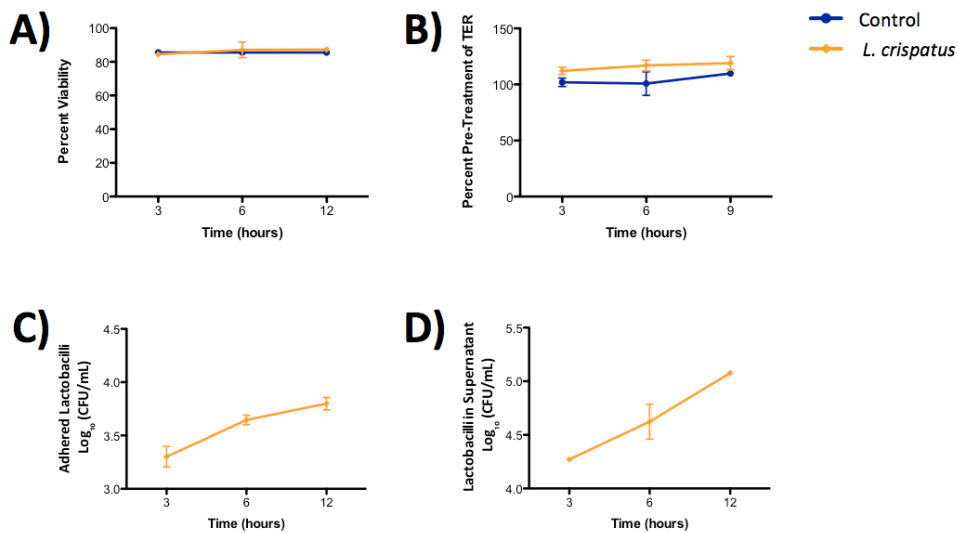 A)
Percent Viability
100
80
60
40
20
0
3 6 12
Time (hours)
B)
Percent Pre-Treatment of TER
150
100
50
0
3 6 9
Time (hours)
Control
L. crispatus
C)
Adhered Lactobacilli
Log₁₀ (CFU/mL)
4.5
4.0
3.5
3.0
3 6 12
Time (hours)
D)
Lactobacilli in Supernatant
Log₁₀ (CFU/mL)
5.5
5.0
4.5
4.0
3 6 12
Time (hours)